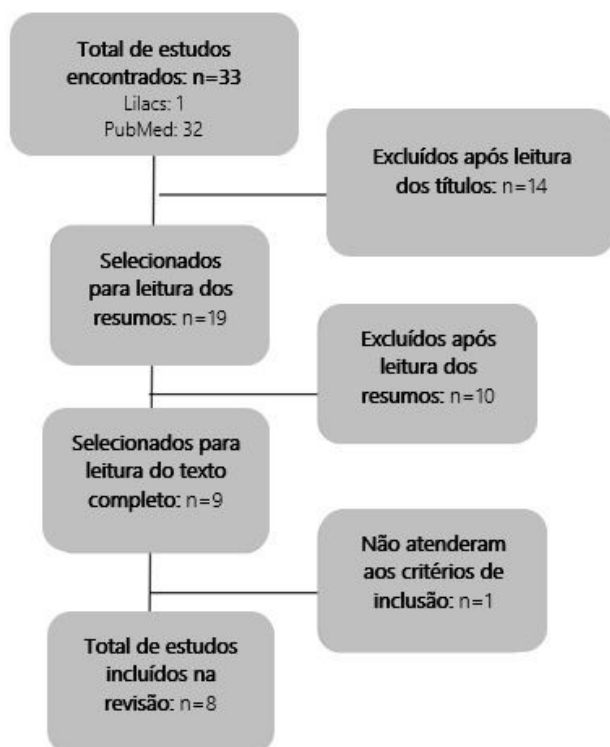 Total de estudos
encontrados: n=33
Lilacs: 1
PubMed: 32
Excluídos após leitura
dos títulos: n=14
Selecionados
para leitura dos
resumos: n=19
Excluídos após
leitura dos
resumos: n=10
Selecionados para
leitura do texto
completo: n=9
Não atenderam
aos critérios de
inclusão: n=1
Total de estudos
incluídos na
revisão: n=8